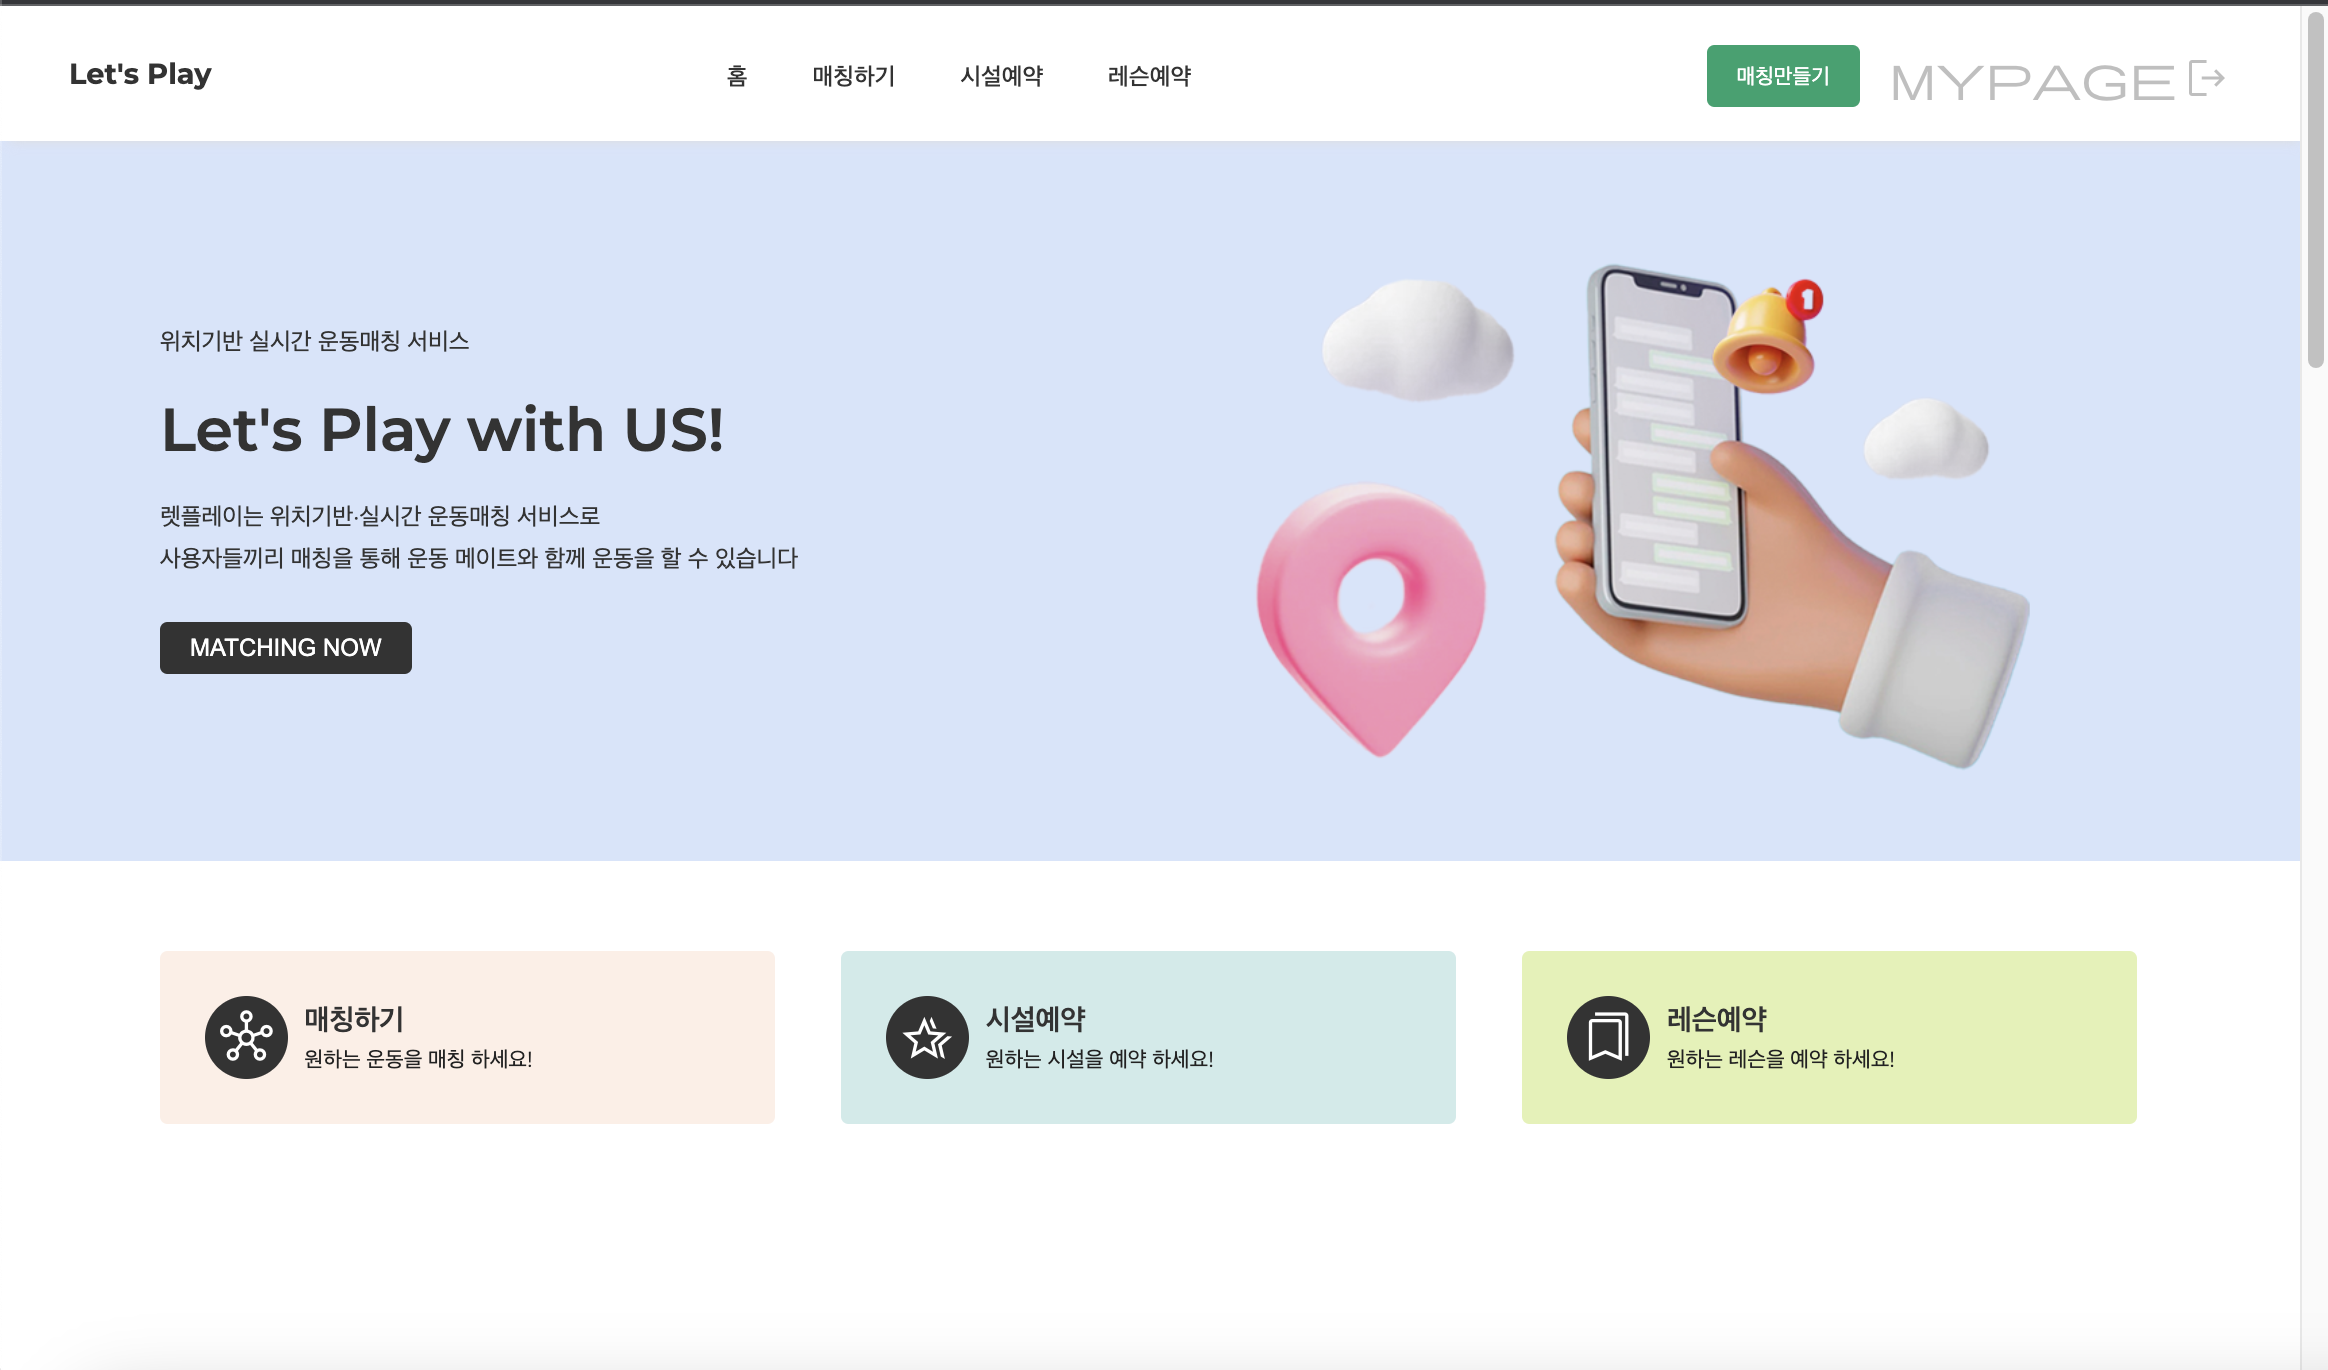 Let's Play
홈 매칭하기 시설예약 레슨예약
매칭만들기 MYPAGE
위치기반 실시간 운동매칭 서비스
Let's Play with US!
렛플레이는 위치기반·실시간 운동매칭 서비스로
사용자들끼리 매칭을 통해 운동 메이트와 함께 운동을 할 수 있습니다
MATCHING NOW
1
매칭하기
원하는 운동을 매칭 하세요!
시설예약
원하는 시설을 예약 하세요!
레슨예약
원하는 레슨을 예약 하세요!